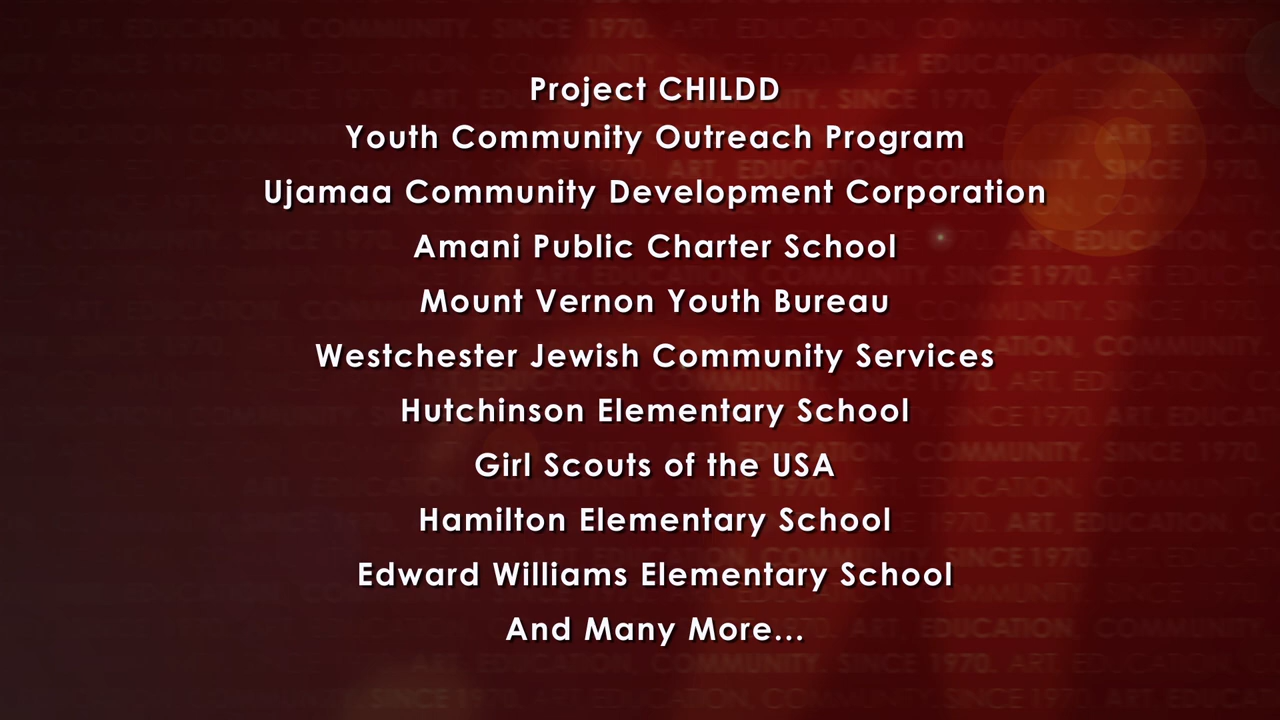 Project CHILDD
Youth Community Outreach Program
Ujamaa Community Development Corporation
Amani Public Charter School
Mount Vernon Youth Bureau
Westchester Jewish Community Services
Hutchinson Elementary School
Girl Scouts of the USA
Hamilton Elementary School
Edward Williams Elementary School
And Many More...